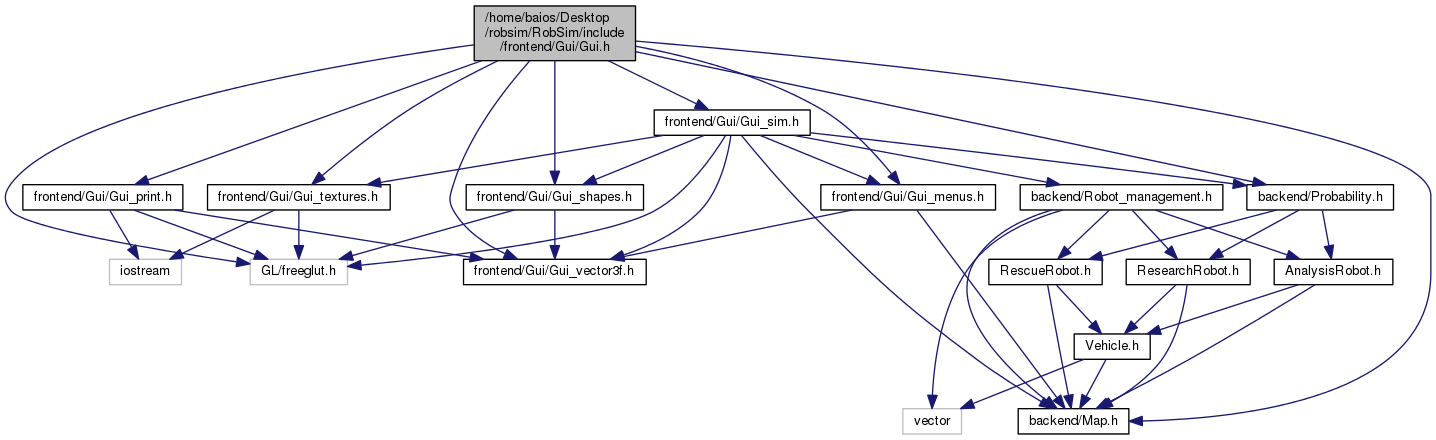 /home/baios/Desktop
/robsim/RobSim/include
/frontend/Gui/Gui.h
frontend/Gui/Gui_sim.h
frontend/Gui/Gui_print.h
frontend/Gui/Gui_textures.h
frontend/Gui/Gui_shapes.h
frontend/Gui/Gui_menus.h
backend/Robot_management.h
backend/Probability.h
iostream
GL/freeglut.h
frontend/Gui/Gui_vector3f.h
RescueRobot.h
ResearchRobot.h
AnalysisRobot.h
Vehicle.h
vector
backend/Map.h